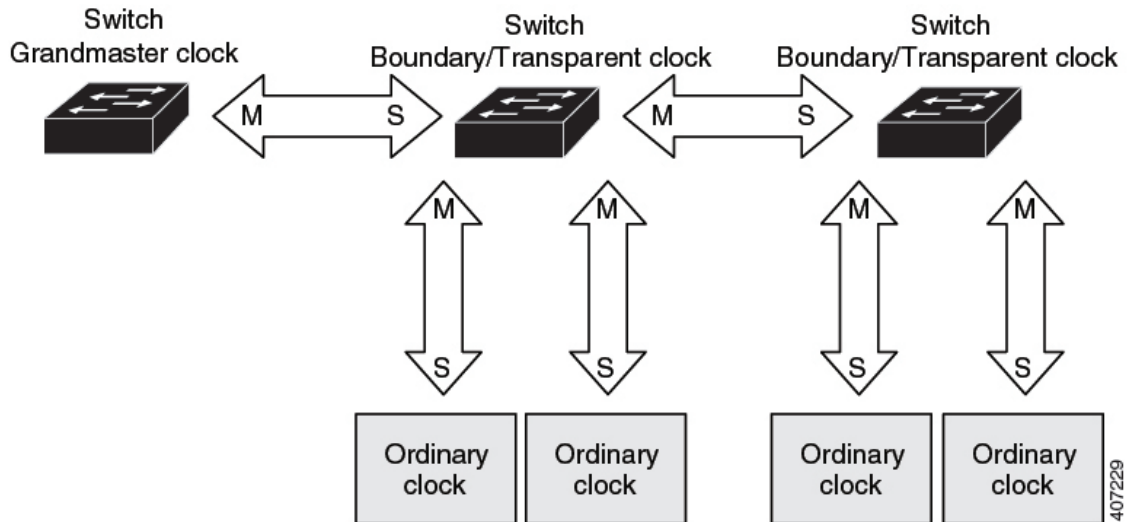 Switch
Grandmaster clock
Switch
Boundary/Transparent clock
Switch
Boundary/Transparent clock
M
S
M
S
M
M
M
M
S
S
S
S
Ordinary
clock
Ordinary
clock
Ordinary
clock
Ordinary
clock
407229